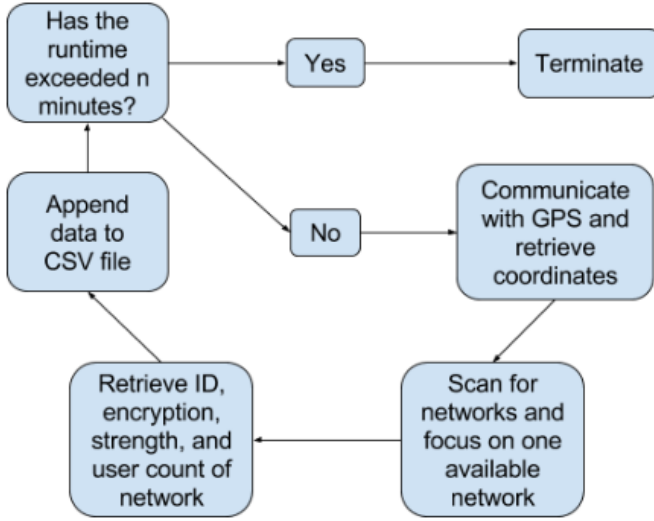 Has the
runtime
exceeded n
minutes?
Yes
Terminate
No
Communicate
with GPS and
retrieve
coordinates
Scan for
networks and
focus on one
available
network
Retrieve ID,
encryption,
strength, and
user count of
network
Append
data to
CSV file